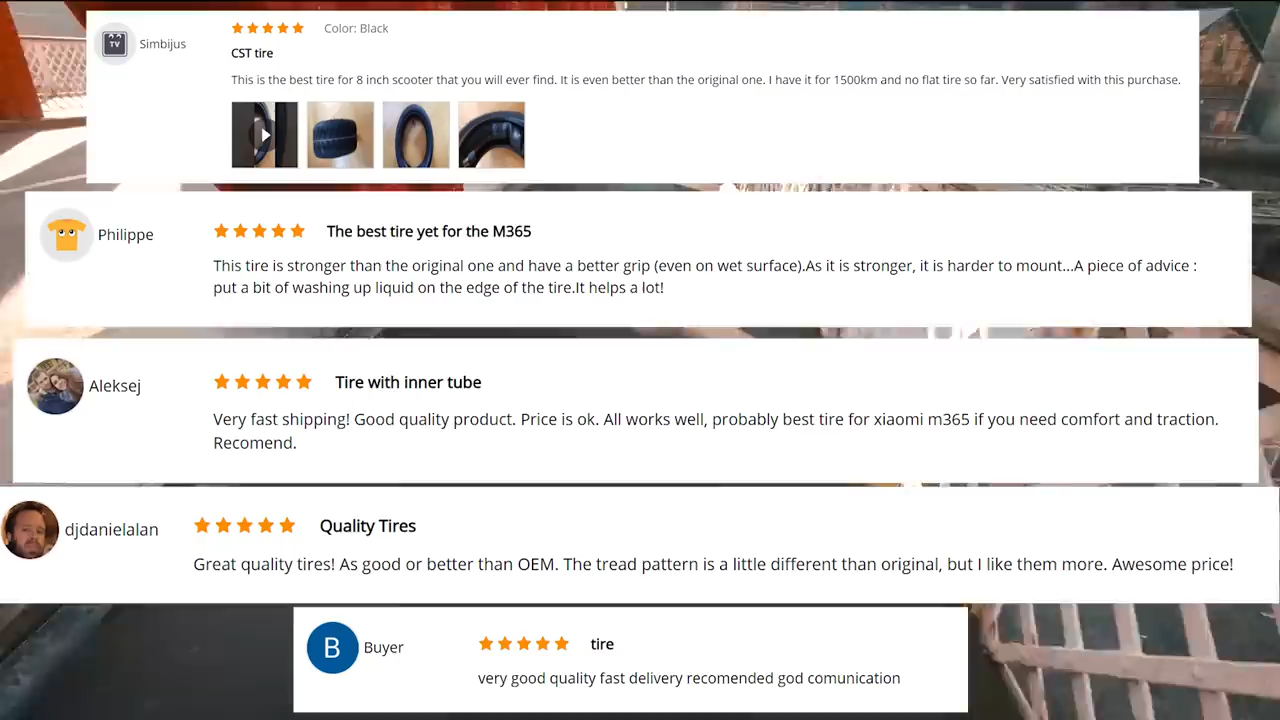 TV
Simbijus
Color: Black
CST tire
This is the best tire for 8 inch scooter that you will ever find. It is even better than the original one. I have it for 1500km and no flat tire so far. Very satisfied with this purchase.
Philippe
The best tire yet for the M365
This tire is stronger than the original one and have a better grip (even on wet surface).As it is stronger, it is harder to mount...A piece of advice :
put a bit of washing up liquid on the edge of the tire.It helps a lot!
Aleksej
Tire with inner tube
Very fast shipping! Good quality product. Price is ok. All works well, probably best tire for xiaomi m365 if you need comfort and traction.
Recomend.
djdanielalan
Quality Tires
Great quality tires! As good or better than OEM. The tread pattern is a little different than original, but I like them more. Awesome price!
B
Buyer
tire
very good quality fast delivery recomended god comunication